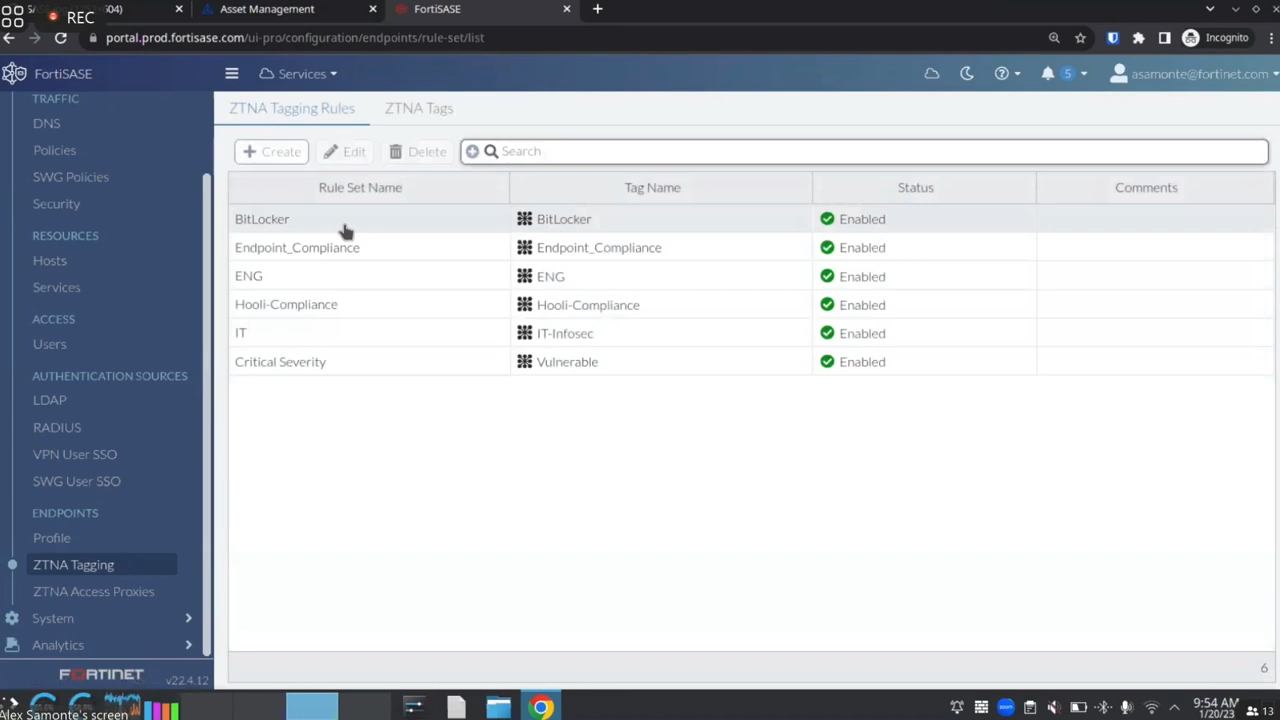 604)
REC
Asset Management
FortiSASE
portal.prod.fortisase.com/ui-pro/configuration/endpoints/rule-set/list
Incognito
FortiSASE
Services
5
asamonte@fortinet.com
TRAFFIC
DNS
Policies
SWG Policies
Security
RESOURCES
Hosts
Services
ACCESS
Users
AUTHENTICATION SOURCES
LDAP
RADIUS
VPN User SSO
SWG User SSO
ENDPOINTS
Profile
ZTNA Tagging
ZTNA Access Proxies
System
Analytics
FORTINET
v22.4.12
ZTNA Tagging Rules ZTNA Tags
Create Edit Delete Search
Rule Set Name Tag Name Status Comments
BitLocker BitLocker Enabled
Endpoint_Compliance Endpoint_Compliance Enabled
ENG ENG Enabled
Hooli-Compliance Hooli-Compliance Enabled
IT IT-Infosec Enabled
Critical Severity Vulnerable Enabled
6
Alex Samonte's screen
9:54 AM
1/20/23
13